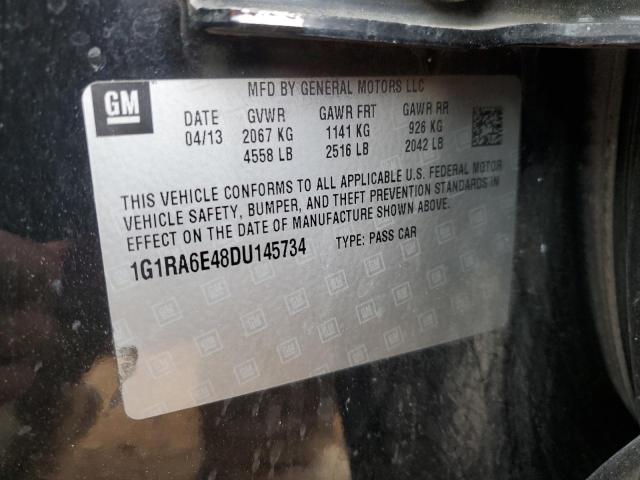 GM
MFD BY GENERAL MOTORS LLC
DATE GVWR GAWR FRT GAWR RR
04/13 2067 KG 1141 KG 926 KG
4558 LB 2516 LB 2042 LB
THIS VEHICLE CONFORMS TO ALL APPLICABLE U.S. FEDERAL MOTOR
VEHICLE SAFETY, BUMPER, AND THEFT PREVENTION STANDARDS IN
EFFECT ON THE DATE OF MANUFACTURE SHOWN ABOVE.
1G1RA6E48DU145734 TYPE: PASS CAR